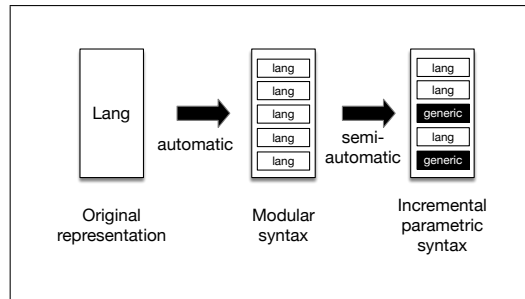 Lang
automatic
lang
lang
lang
lang
lang
semi-
automatic
lang
lang
generic
lang
generic
Original
representation
Modular
syntax
Incremental
parametric
syntax